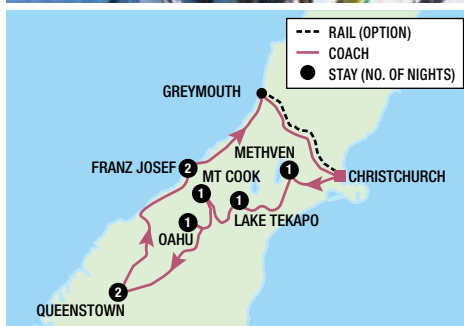 RAIL (OPTION)
COACH
STAY (NO. OF NIGHTS)
GREYMOUTH
METHVEN
FRANZ JOSEF 2
MT COOK
1
1
CHRISTCHURCH
1
LAKE TEKAPO
OAHU
1
QUEENSTOWN
2